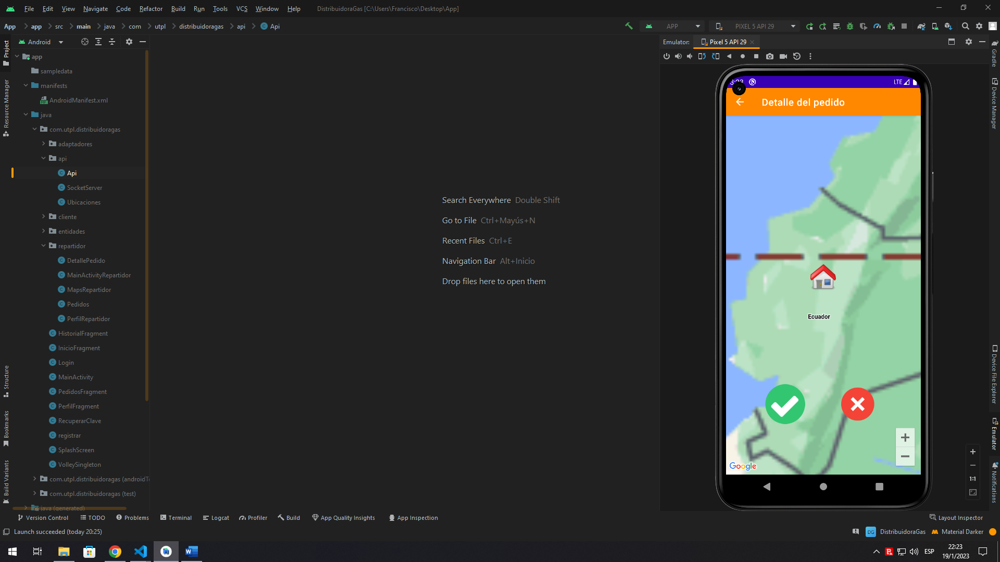 File Edit View Navigate Code Refactor Build Run Tools VCS Window Help DistribuidoraGas [C:\Users\Francisco\Desktop\App]
App app src main java com utpl distribuidoragas api Api
APP
PIXEL 5 API 29
Project
Resource Manager
Structure
Bookmarks
Build Variants
Android
app
sampledata
manifests
AndroidManifest.xml
java
com.utpl.distribuidoragas
adaptadores
api
Api
SocketServer
Ubicaciones
cliente
entidades
repartidor
DetallePedido
MainActivityRepartidor
MapsRepartidor
Pedidos
PerfilRepartidor
HistorialFragment
InicioFragment
Login
MainActivity
PedidosFragment
PerfilFragment
RecuperarClave
registrar
SplashScreen
VolleySingleton
com.utpl.distribuidoragas (androidTe
com.utpl.distribuidoragas (test)
java (generated)
Search Everywhere Double Shift
Go to File Ctrl+Mayús+N
Recent Files Ctrl+E
Navigation Bar Alt+Inicio
Drop files here to open them
Emulator: Pixel 5 API 29
LTE
Detalle del pedido
Ecuador
Google
1:1
Gradle
Device Manager
Device File Explorer
Emulator
Notifications
Version Control TODO Problems Terminal Logcat Profiler Build App Quality Insights App Inspection
Layout Inspector
Launch succeeded (today 20:25)
DG DistribuidoraGas Material Darker
ESP
22:23
19/1/2023